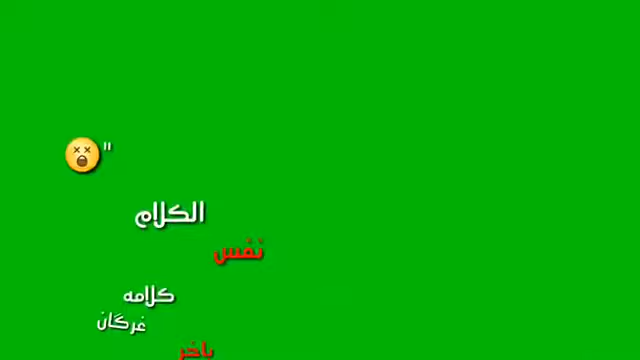 😵"
الكلام
نفس
كلامه
غرگان
باخر